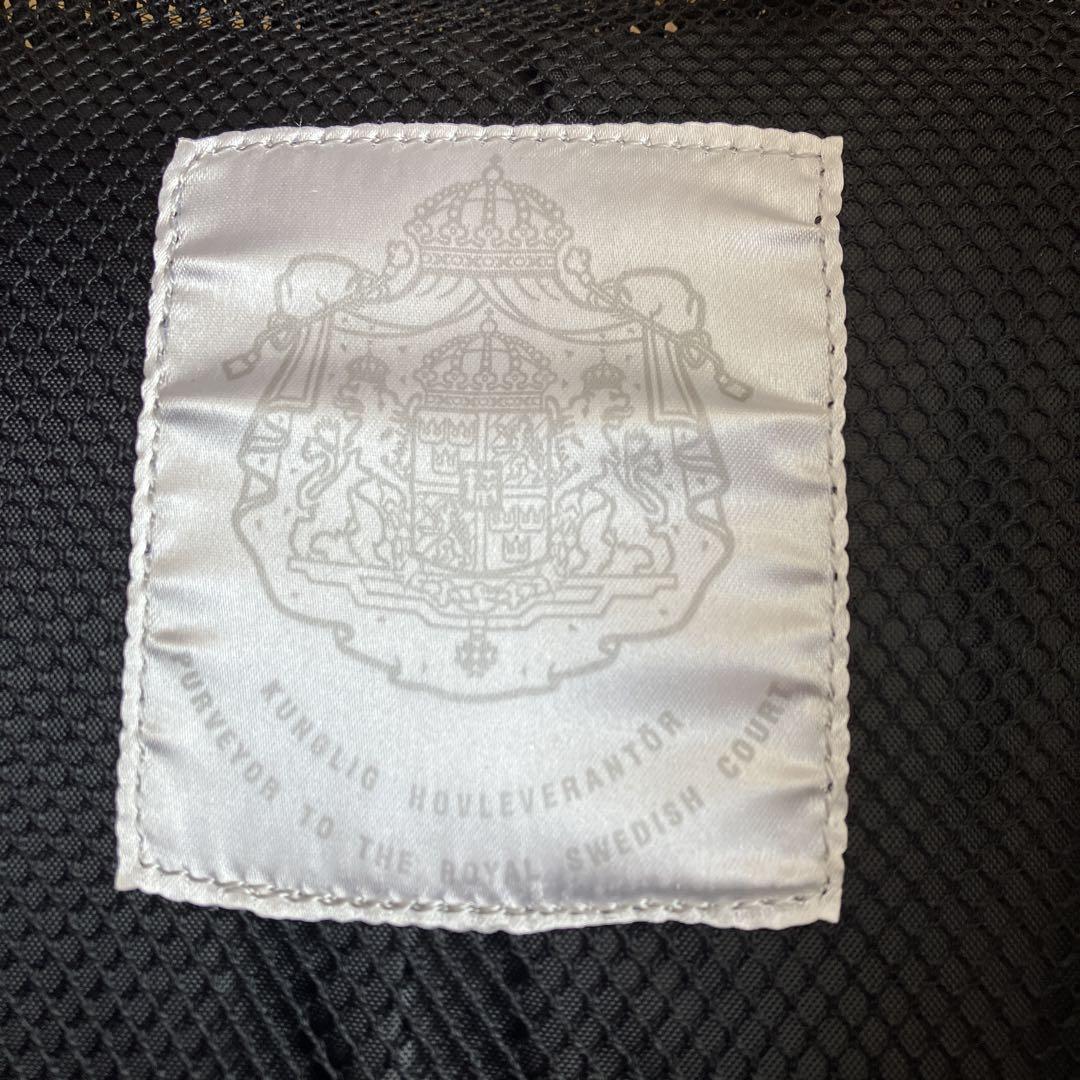 KUNGLIG HOVLEVERANTÖR
PURVEYOR TO THE ROYAL SWEDISH COURT